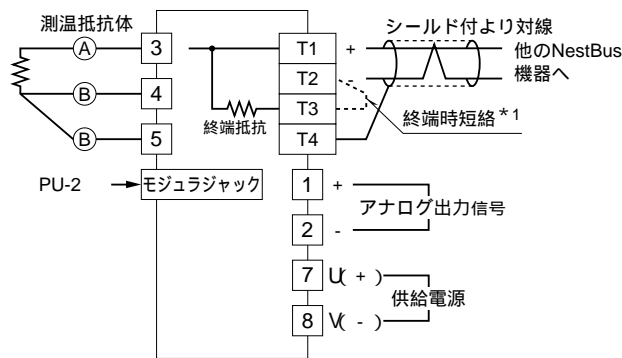 測温抵抗体
A
B
B
3
4
5
PU-2
モジュラジャック
終端抵抗
T1
T2
T3
T4
+
-
シールド付より対線
他のNestBus
機器へ
終端時短絡*1
1 +
2 -
アナログ出力信号
7 U( + )
8 V( - )
供給電源